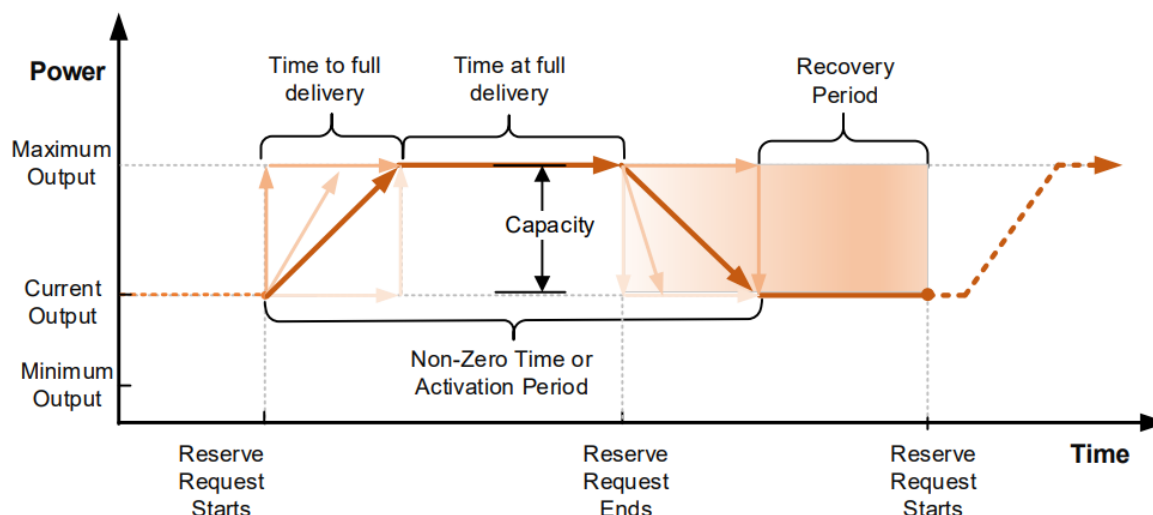 Power
Time to full
delivery
Time at full
delivery
Recovery
Period
Maximum
Output
Capacity
Current
Output
Non-Zero Time or
Activation Period
Minimum
Output
Reserve
Request
Starts
Reserve
Request
Ends
Reserve
Request
Starts
Time